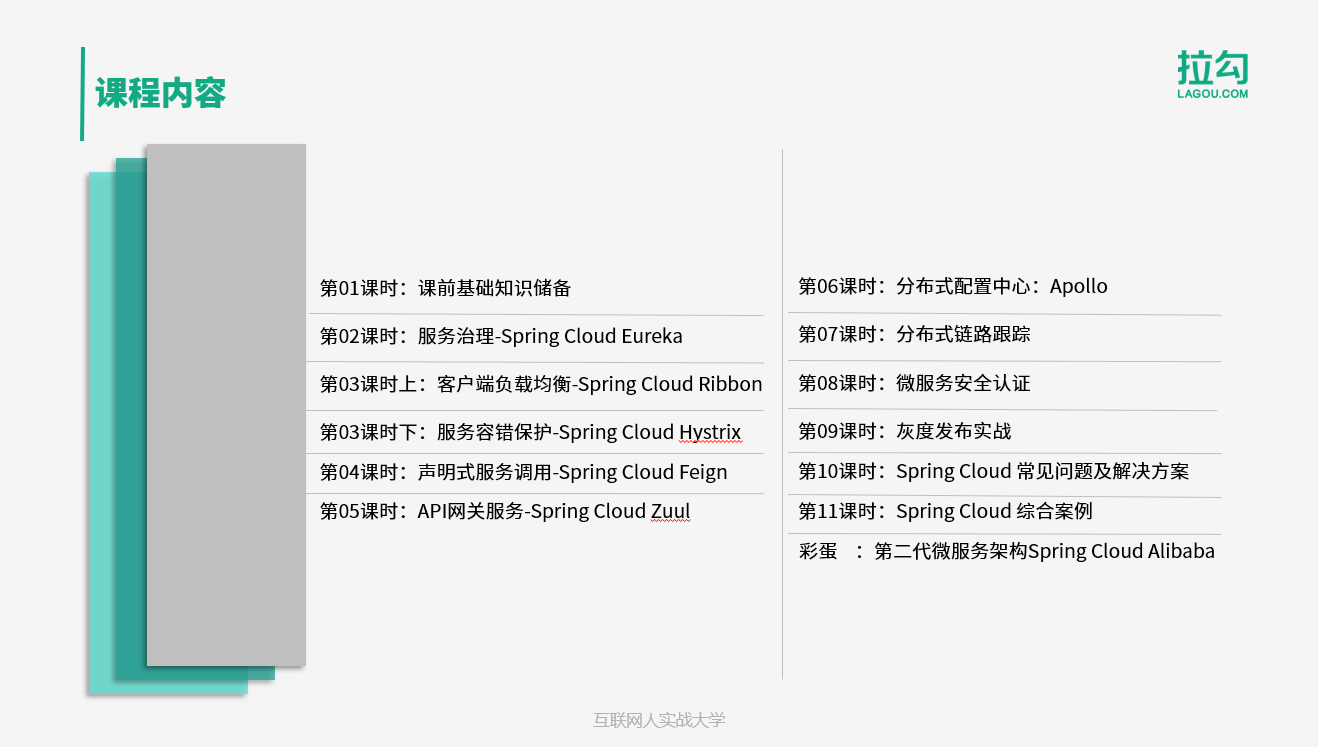 课程内容
拉勾
LAGOU.COM
第01课时：课前基础知识储备
第02课时：服务治理-Spring Cloud Eureka
第03课时上：客户端负载均衡-Spring Cloud Ribbon
第03课时下：服务容错保护-Spring Cloud Hystrix
第04课时：声明式服务调用-Spring Cloud Feign
第05课时：API网关服务-Spring Cloud Zuul
第06课时：分布式配置中心：Apollo
第07课时：分布式链路跟踪
第08课时：微服务安全认证
第09课时：灰度发布实战
第10课时：Spring Cloud 常见问题及解决方案
第11课时：Spring Cloud 综合案例
彩蛋 ：第二代微服务架构Spring Cloud Alibaba
互联网人实战大学